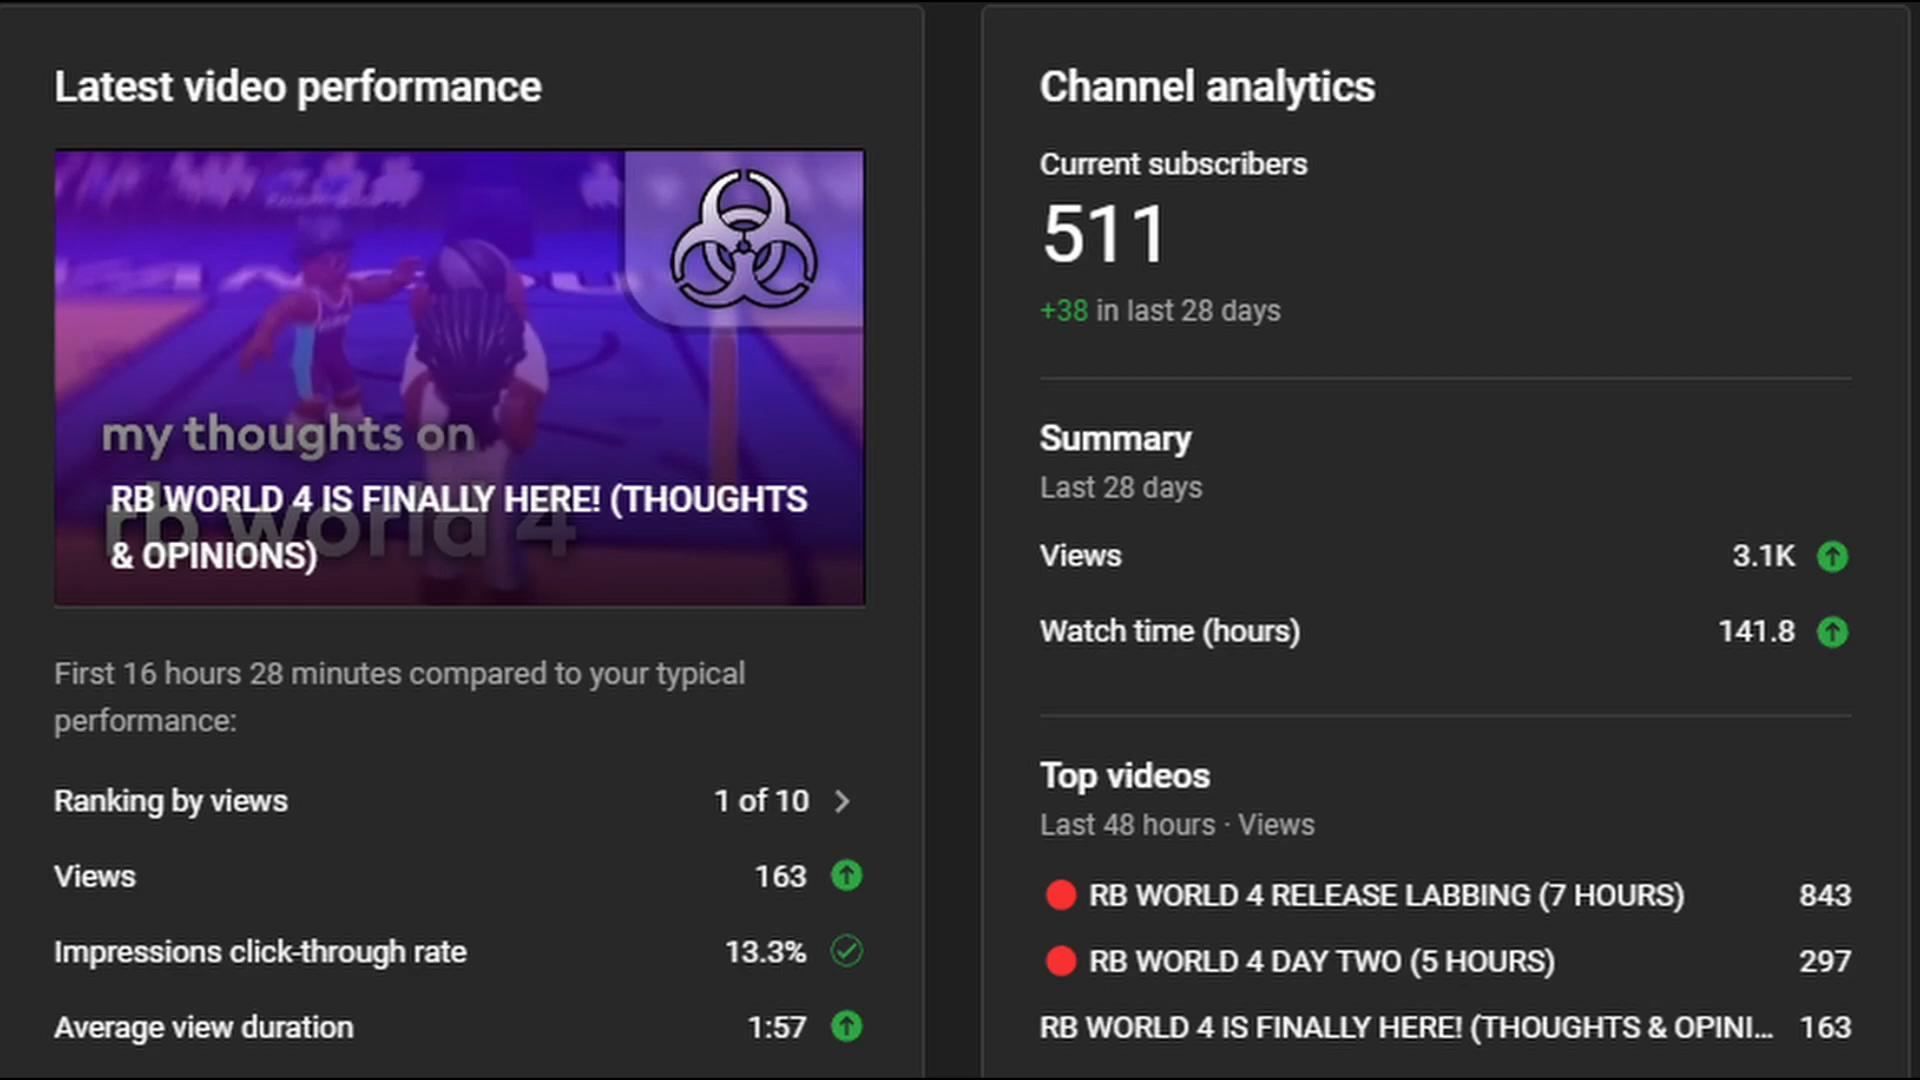 Latest video performance
my thoughts on
rb world 4
RB WORLD 4 IS FINALLY HERE! (THOUGHTS
& OPINIONS)
First 16 hours 28 minutes compared to your typical
performance:
Ranking by views 1 of 10
Views 163
Impressions click-through rate 13.3%
Average view duration 1:57
Channel analytics
Current subscribers
511
+38 in last 28 days
Summary
Last 28 days
Views 3.1K
Watch time (hours) 141.8
Top videos
Last 48 hours · Views
🔴 RB WORLD 4 RELEASE LABBING (7 HOURS) 843
🔴 RB WORLD 4 DAY TWO (5 HOURS) 297
RB WORLD 4 IS FINALLY HERE! (THOUGHTS & OPINI... 163